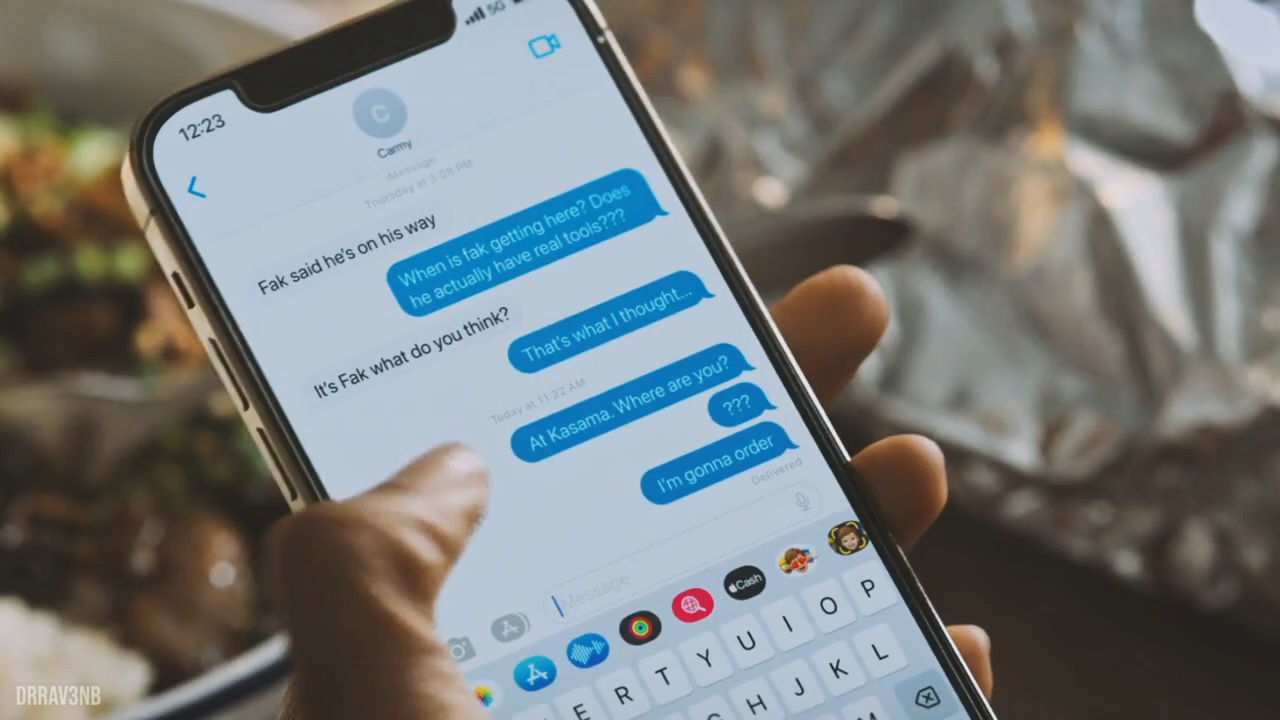 5G
12:23
C
Carmy
iMessage
Thursday at 3:08 PM
Fak said he's on his way
When is fak getting here? Does
he actually have real tools???
It's Fak what do you think?
That's what I thought...
Today at 11:32 AM
At Kasama. Where are you?
???
I'm gonna order
Delivered
Message
Cash
E R T Y U I O P
G H J K L
M
DRRAV3NB